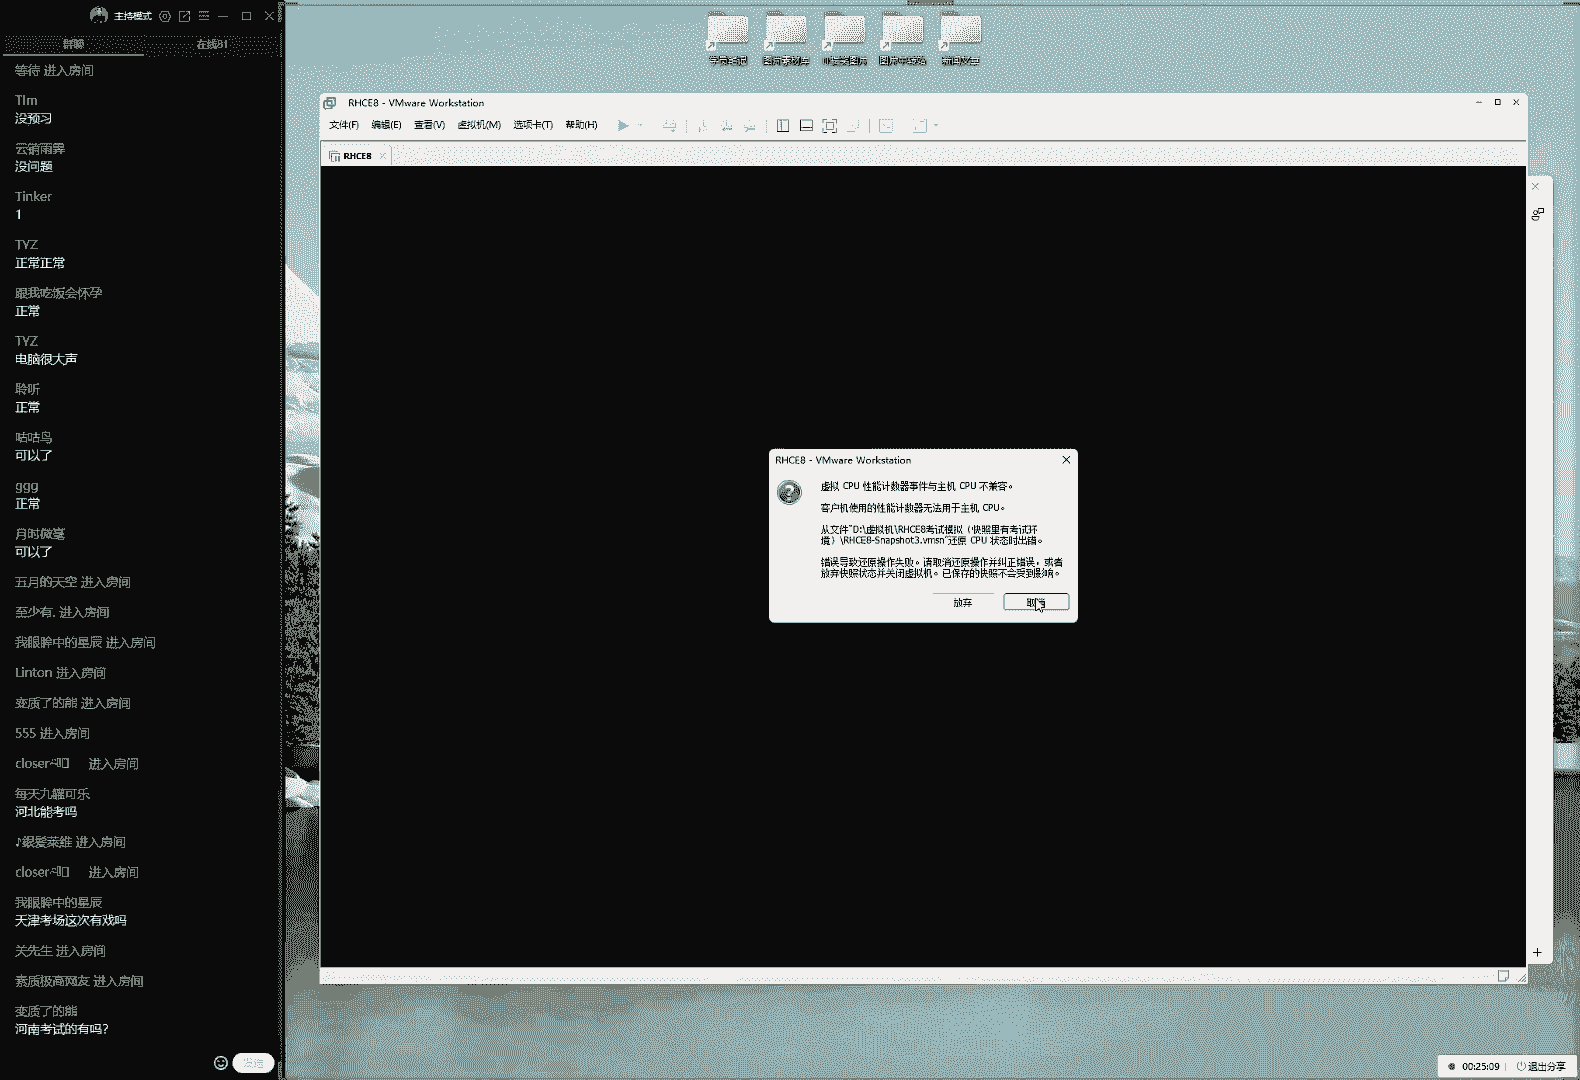 主持模式
群聊
在线81
等待 进入房间
TIm
没预习
云销雨霁
没问题
Tinker
1
TYZ
正常正常
跟我吃饭会怀孕
正常
TYZ
电脑很大声
聆听
正常
咕咕鸟
可以了
ggg
正常
月时微毫
可以了
五月的天空 进入房间
至少有. 进入房间
我眼眸中的星辰 进入房间
Linton 进入房间
变质了的熊 进入房间
555 进入房间
closer 进入房间
每天九罐可乐
河北能考吗
进入房间
closer 进入房间
我眼眸中的星辰
天津考场这次有戏吗
关先生 进入房间
素质极高网友 进入房间
变质了的熊
河南考试的有吗?
发送
RHCE8 - VMware Workstation
文件(F) 编辑(E) 查看(V) 虚拟机(M) 选项卡(T) 帮助(H)
RHCE8
RHCE8 - VMware Workstation
虚拟 CPU 性能计数器事件与主机 CPU 不兼容。
客户机使用的性能计数器无法用于主机 CPU。
从文件"D:\虚拟机\RHCE8考试模拟（快照里有考试环
境）\RHCE8-Snapshot3.vmsn"还原 CPU 状态时出错。
错误导致还原操作失败。请取消还原操作并纠正错误，或者
放弃快照状态并关闭虚拟机。已保存的快照不会受到影响。
放弃
取消
00:25:09
退出分享